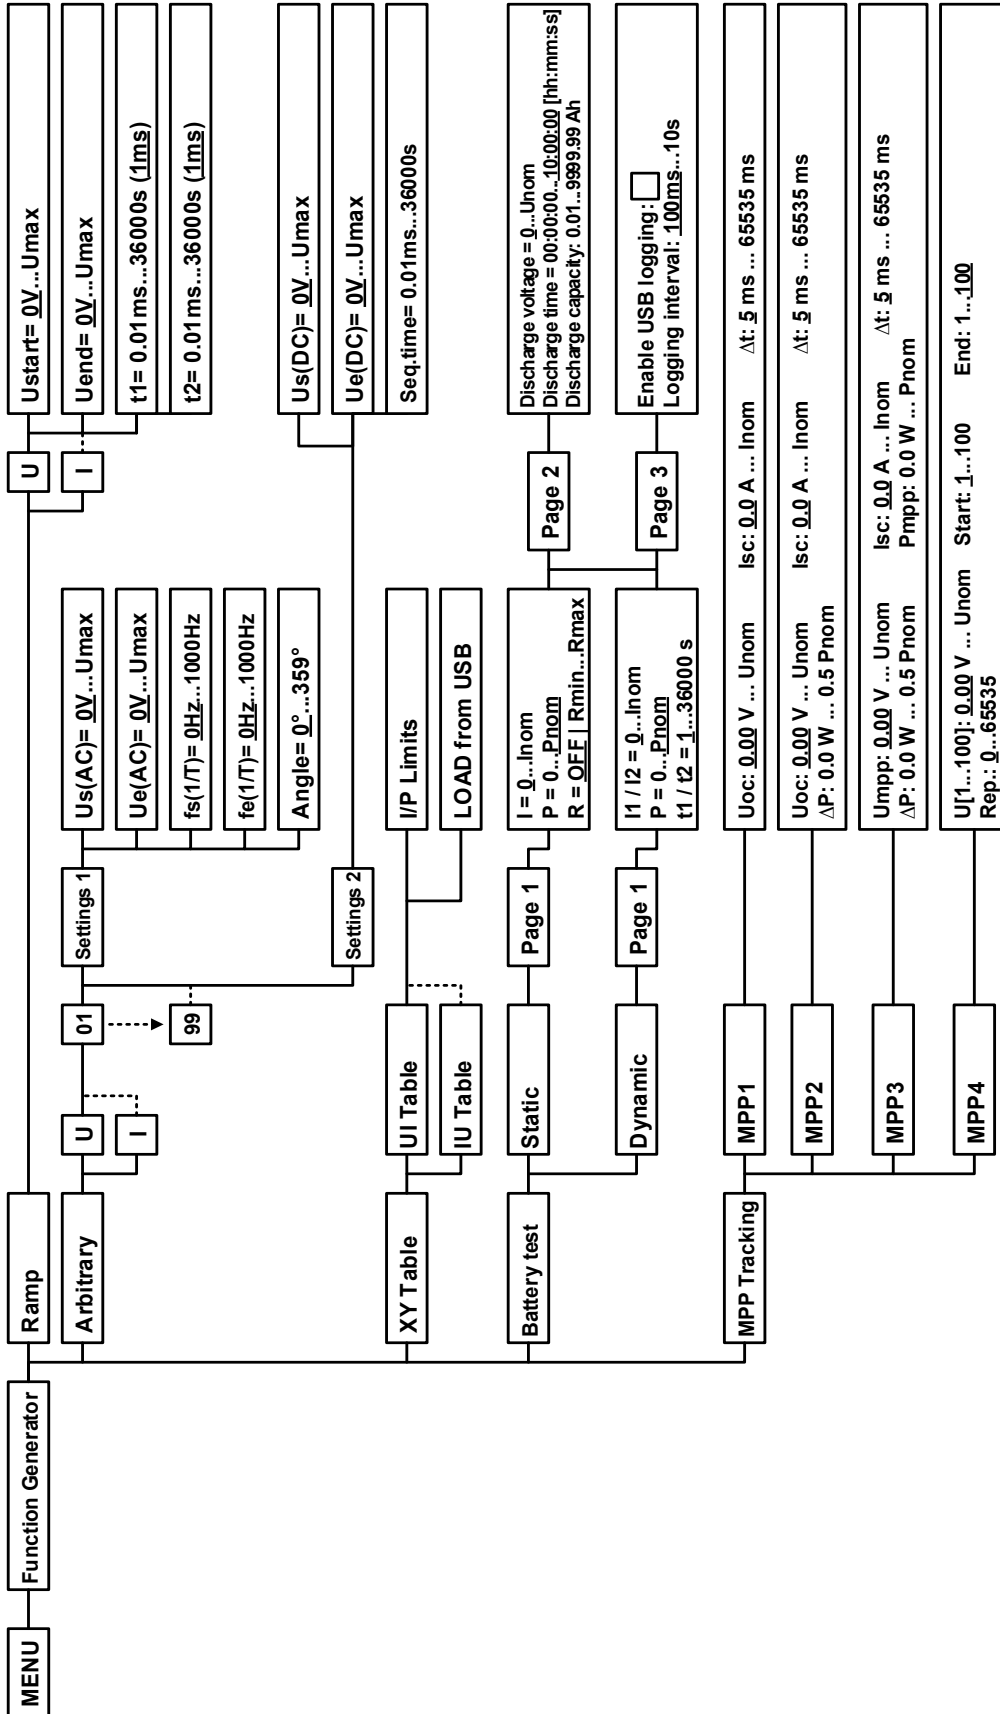 MENU
Function Generator
Ramp
U
I
Ustart= 0V...Umax
Uend= 0V...Umax
t1= 0.01ms...36000s (1ms)
t2= 0.01ms...36000s (1ms)
Arbitrary
U
I
01
99
Settings 1
Us(AC)= 0V...Umax
Ue(AC)= 0V...Umax
fs(1/T)= 0Hz...1000Hz
fe(1/T)= 0Hz...1000Hz
Angle= 0°...359°
Settings 2
Us(DC)= 0V...Umax
Ue(DC)= 0V...Umax
Seq.time= 0.01ms...36000s
XY Table
UI Table
IU Table
I/P Limits
LOAD from USB
Battery test
Static
Page 1
I = 0...Inom
P = 0...Pnom
R = OFF | Rmin...Rmax
Dynamic
Page 1
I1 / I2 = 0...Inom
P = 0...Pnom
t1 / t2 = 1...36000 s
Page 2
Discharge voltage = 0...Unom
Discharge time = 00:00:00...10:00:00 [hh:mm:ss]
Discharge capacity: 0.01...9999.99 Ah
Page 3
Enable USB logging:
Logging interval: 100ms...10s
MPP Tracking
MPP1
Uoc: 0.00 V ... Unom Isc: 0.0 A ... Inom Δt: 5 ms ... 65535 ms
MPP2
Uoc: 0.00 V ... Unom Isc: 0.0 A ... Inom Δt: 5 ms ... 65535 ms
ΔP: 0.0 W ... 0.5 Pnom
MPP3
Umpp: 0.00 V ... Unom Isc: 0.0 A ... Inom Δt: 5 ms ... 65535 ms
ΔP: 0.0 W ... 0.5 Pnom Pmpp: 0.0 W ... Pnom
MPP4
U[1...100]: 0.00 V ... Unom Start: 1...100 End: 1...100
Rep.: 0...65535